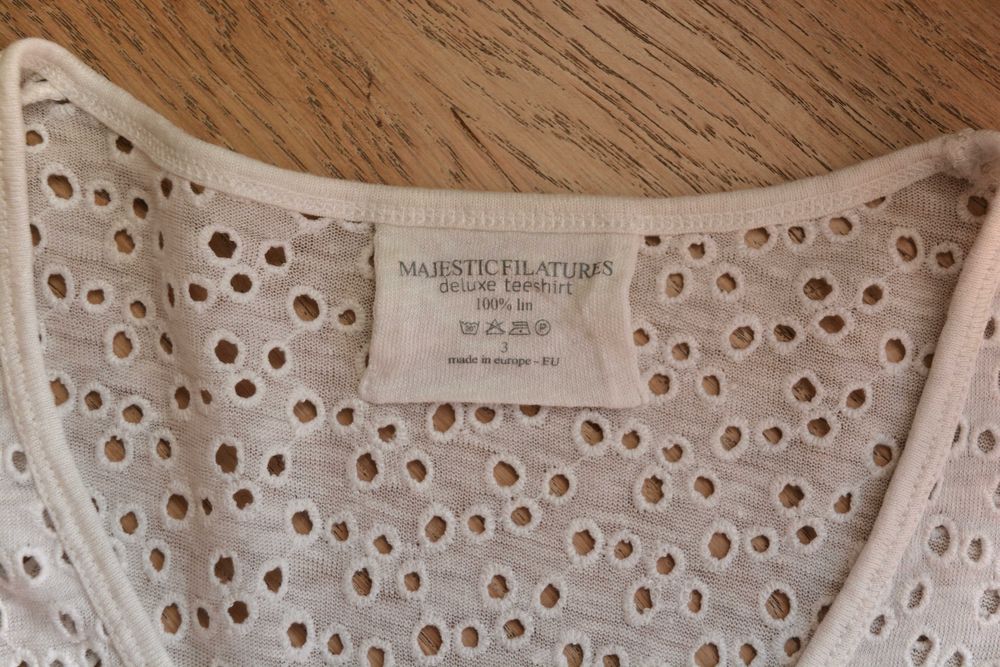 MAJESTIC FILATURES
deluxe teeshirt
100% lin
3
made in europe - EU